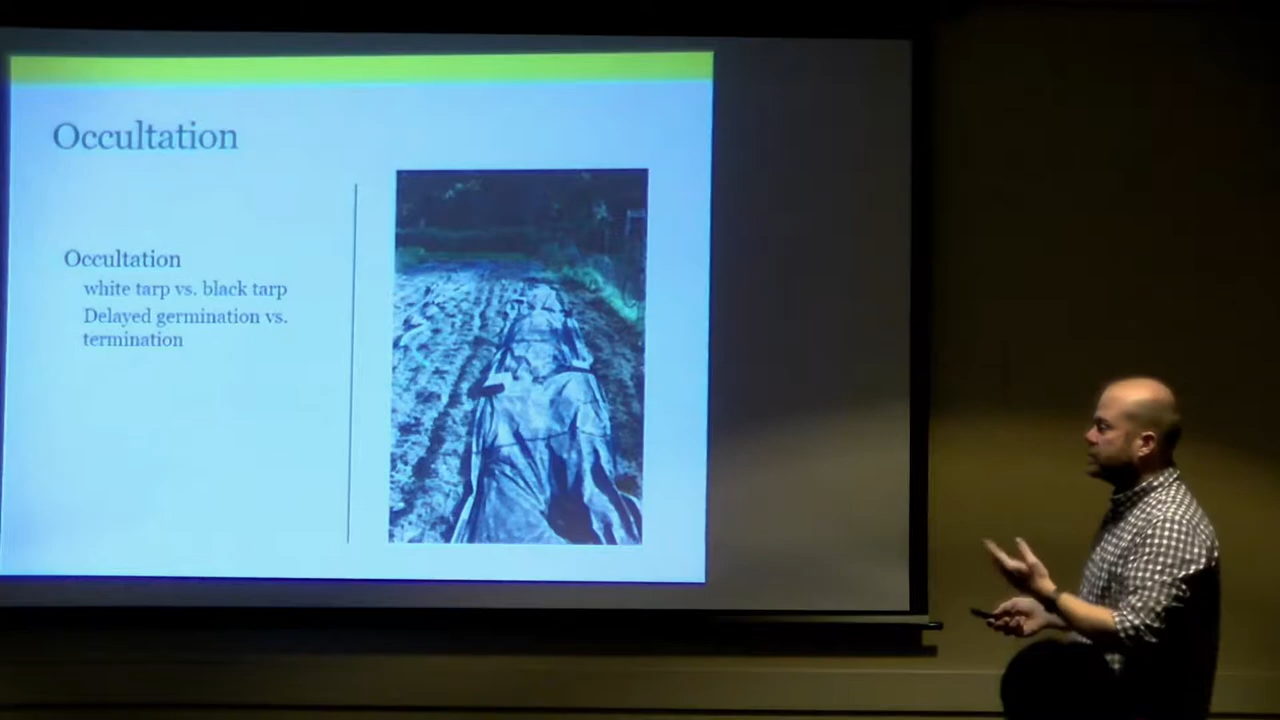 Occultation
Occultation
white tarp vs. black tarp
Delayed germination vs.
termination